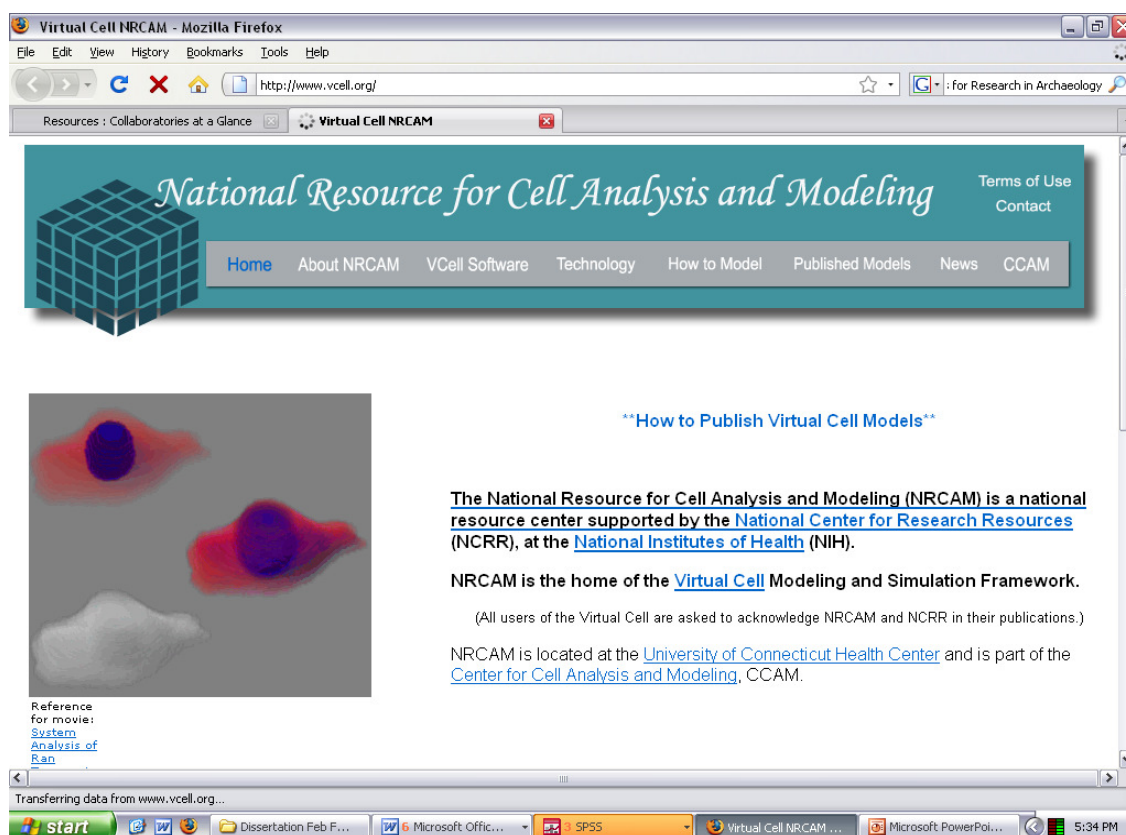 Virtual Cell NRCAM - Mozilla Firefox
File Edit View History Bookmarks Tools Help
http://www.vcell.org/ G : for Research in Archaeology
Resources : Collaboratories at a Glance Virtual Cell NRCAM
National Resource for Cell Analysis and Modeling
Terms of Use
Contact
Home About NRCAM VCell Software Technology How to Model Published Models News CCAM
**How to Publish Virtual Cell Models**
The National Resource for Cell Analysis and Modeling (NRCAM) is a national
resource center supported by the National Center for Research Resources
(NCRR), at the National Institutes of Health (NIH).
NRCAM is the home of the Virtual Cell Modeling and Simulation Framework.
(All users of the Virtual Cell are asked to acknowledge NRCAM and NCRR in their publications.)
NRCAM is located at the University of Connecticut Health Center and is part of the
Center for Cell Analysis and Modeling, CCAM.
Reference
for movie:
System
Analysis of
Ran
Transferring data from www.vcell.org...
start Dissertation Feb F... 6 Microsoft Offic... 3 SPSS Virtual Cell NRCAM ... Microsoft PowerPoi... 5:34 PM